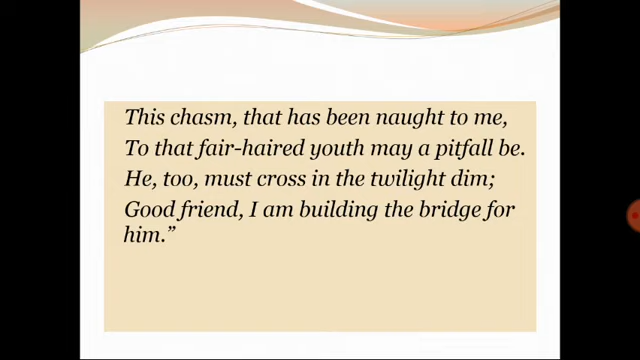 This chasm, that has been naught to me,
To that fair-haired youth may a pitfall be.
He, too, must cross in the twilight dim;
Good friend, I am building the bridge for
him.”